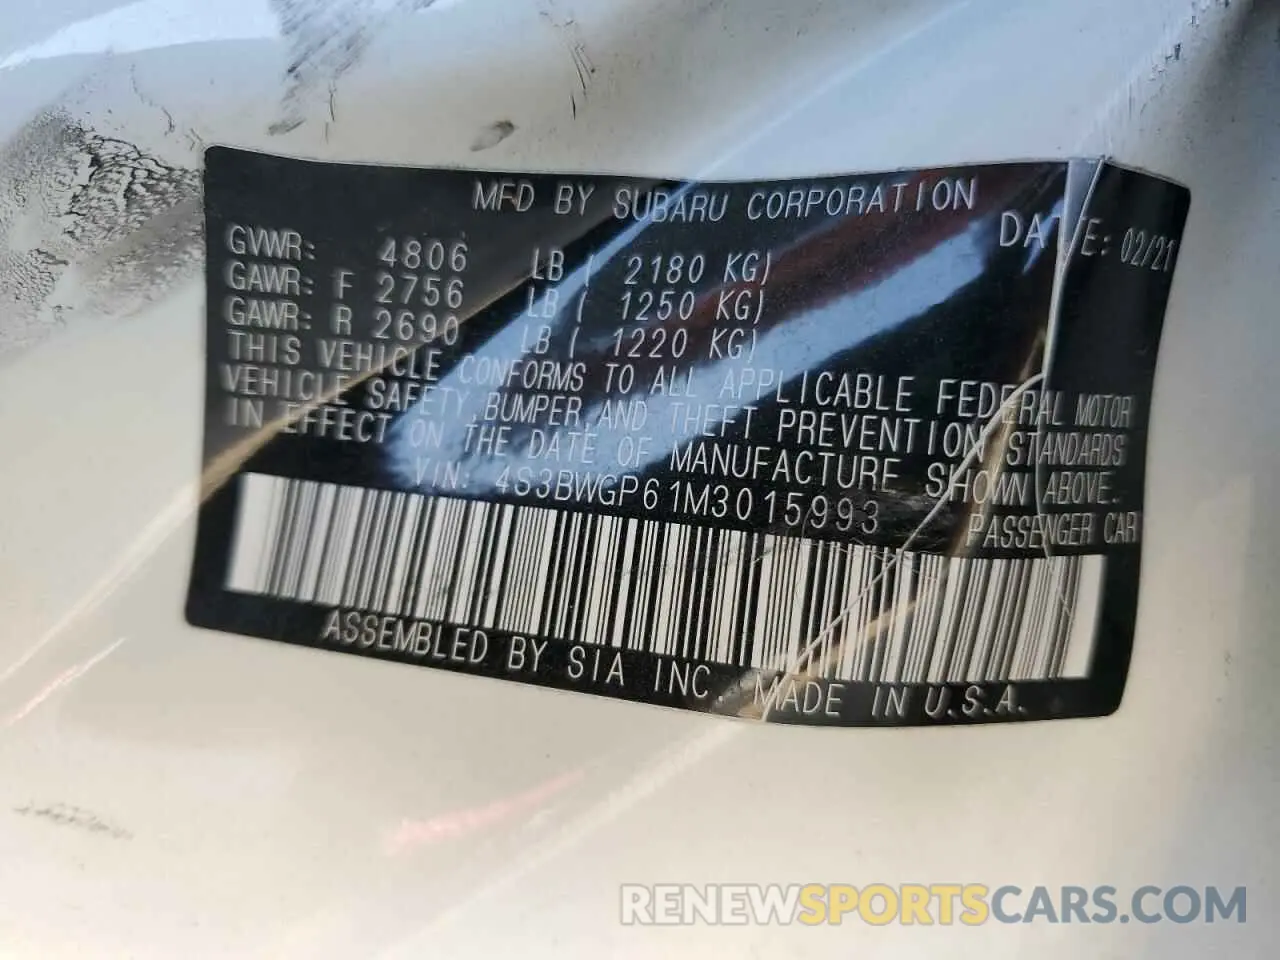 MFD BY SUBARU CORPORATION
DATE: 02/21
GVWR: 4806 LB ( 2180 KG)
GAWR: F 2756 LB ( 1250 KG)
GAWR: R 2690 LB ( 1220 KG)
THIS VEHICLE CONFORMS TO ALL APPLICABLE FEDERAL MOTOR
VEHICLE SAFETY, BUMPER, AND THEFT PREVENTION STANDARDS
IN EFFECT ON THE DATE OF MANUFACTURE SHOWN ABOVE.
VIN: 4S3BWGP61M3015993
PASSENGER CAR
ASSEMBLED BY SIA INC. MADE IN U.S.A.
RENEWSPORTSCARS.COM